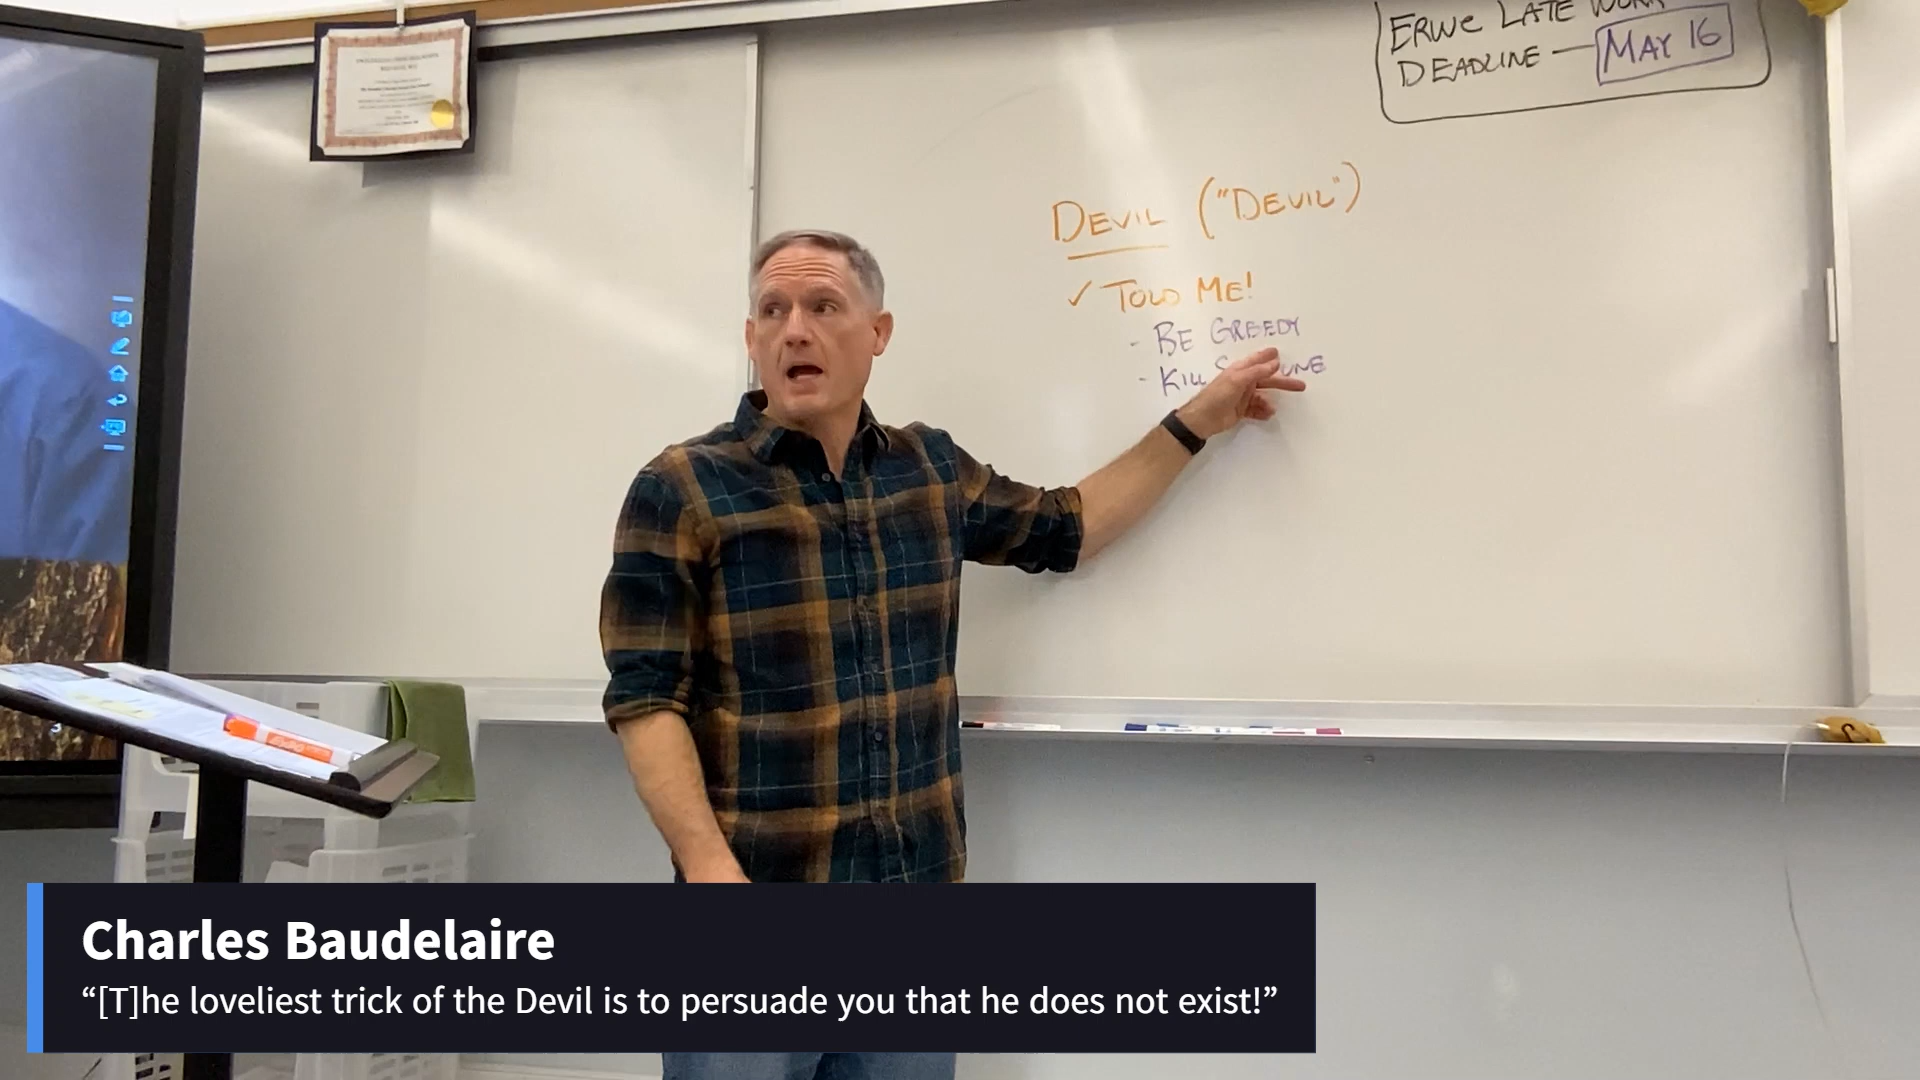 ERWC LATE WORK
DEADLINE — MAY 16
DEVIL ("DEVIL")
✓ TOLD ME!
- BE GREEDY
- KILL
Charles Baudelaire
“[T]he loveliest trick of the Devil is to persuade you that he does not exist!”